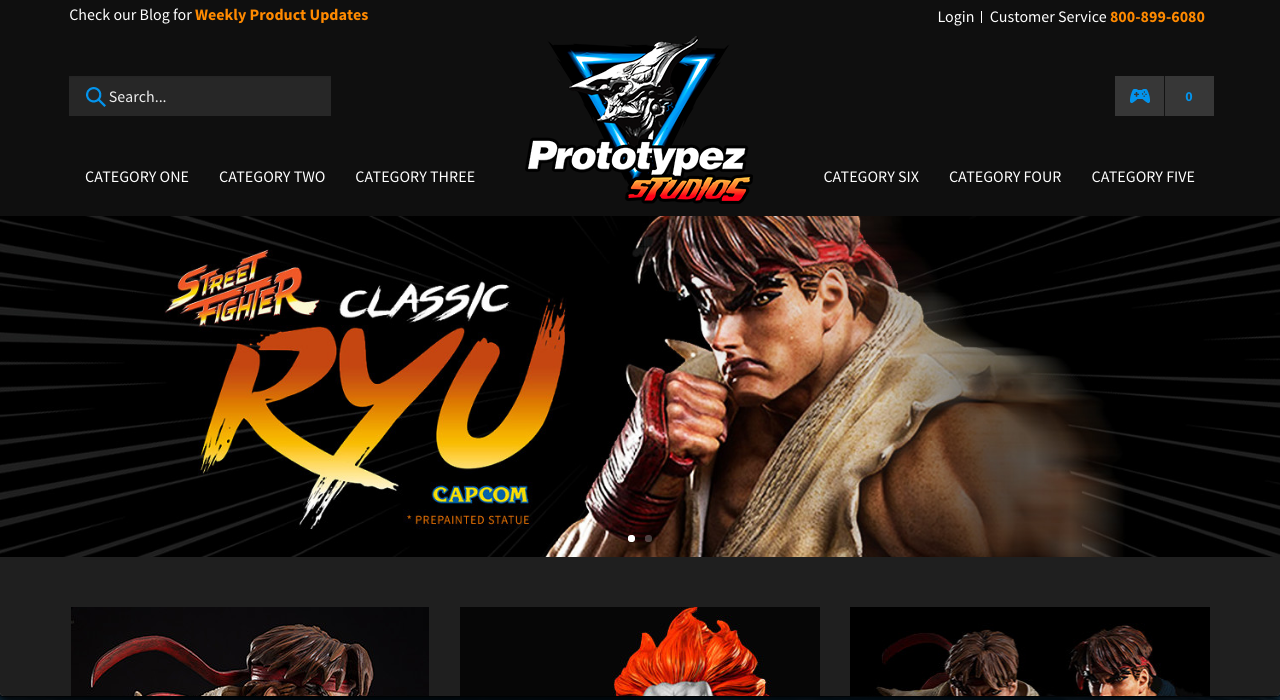 Check our Blog for Weekly Product Updates
Login | Customer Service 800-899-6080
Search...
0
Prototypez
STUDIOS
CATEGORY ONE
CATEGORY TWO
CATEGORY THREE
CATEGORY SIX
CATEGORY FOUR
CATEGORY FIVE
STREET
FIGHTER
CLASSIC
RYU
CAPCOM
* PREPAINTED STATUE